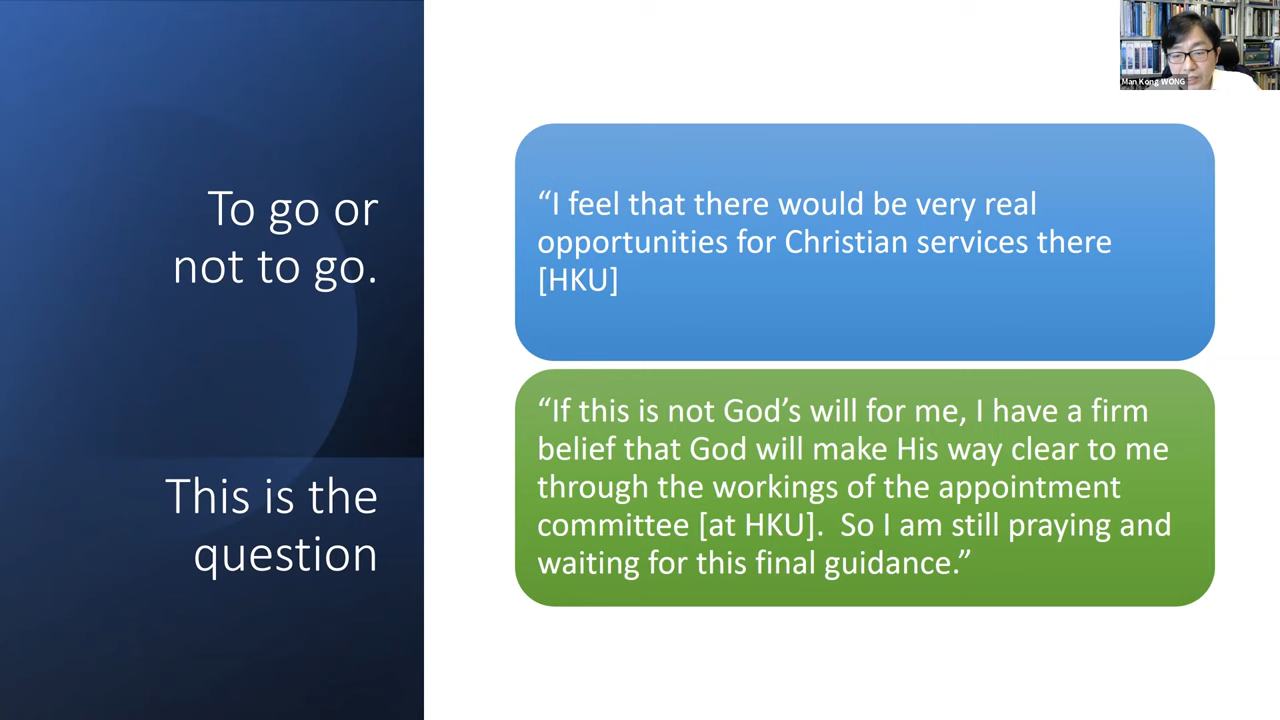 To go or
not to go.
This is the
question
“I feel that there would be very real
opportunities for Christian services there
[HKU]
“If this is not God’s will for me, I have a firm
belief that God will make His way clear to me
through the workings of the appointment
committee [at HKU].  So I am still praying and
waiting for this final guidance.”
Man Kong WONG